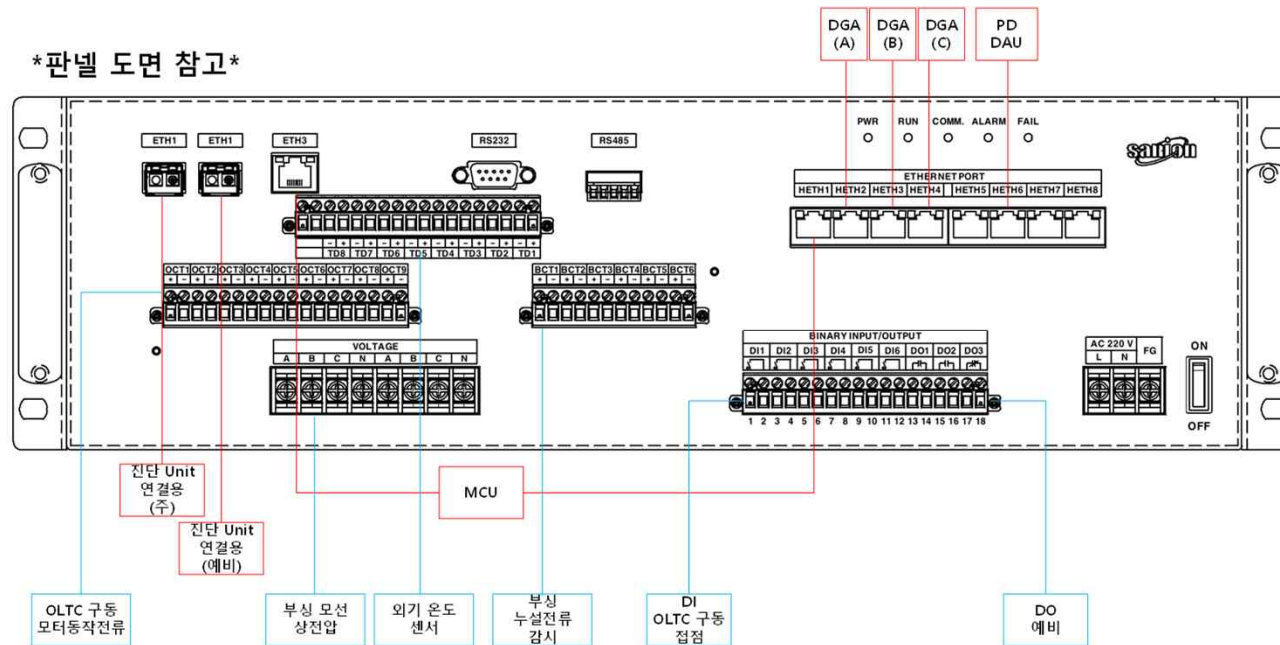 DGA
(A)
DGA
(B)
DGA
(C)
PD
DAU
*판넬 도면 참고*
PWR RUN COMM. ALARM FAIL
ETH1 ETH1 ETH3 RS232 RS485
ETHERNET PORT
HETH1 HETH2 HETH3 HETH4 HETH5 HETH6 HETH7 HETH8
- + - + - + - + - + - + - + - +
TD8 TD7 TD6 TD5 TD4 TD3 TD2 TD1
OCT1 OCT2 OCT3 OCT4 OCT5 OCT6 OCT7 OCT8 OCT9
+ - + - + - + - + - + - + - + - + -
BCT1 BCT2 BCT3 BCT4 BCT5 BCT6
+ - + - + - + - + - + -
VOLTAGE
A B C N A B C N
BINARY INPUT/OUTPUT
DI1 DI2 DI3 DI4 DI5 DI6 DO1 DO2 DO3
1 2 3 4 5 6 7 8 9 10 11 12 13 14 15 16 17 18
AC 220 V FG
L N
ON
OFF
진단 Unit
연결용
(주)
진단 Unit
연결용
(예비)
MCU
OLTC 구동
모터동작전류
부싱 모선
상전압
외기 온도
센서
부싱
누설전류
감시
DI
OLTC 구동
접점
DO
예비